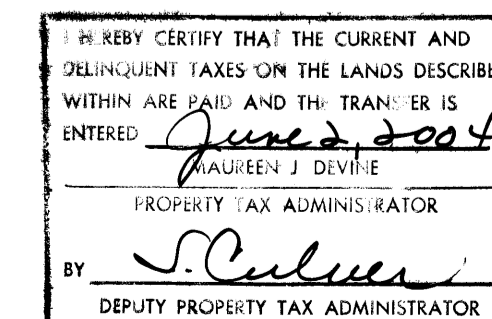 I HEREBY CERTIFY THAT THE CURRENT AND
DELINQUENT TAXES ON THE LANDS DESCRIBE
WITHIN ARE PAID AND THE TRANSFER IS
ENTERED June 2, 2004
MAUREEN J DEVINE
PROPERTY TAX ADMINISTRATOR
BY S. Culver
DEPUTY PROPERTY TAX ADMINISTRATOR